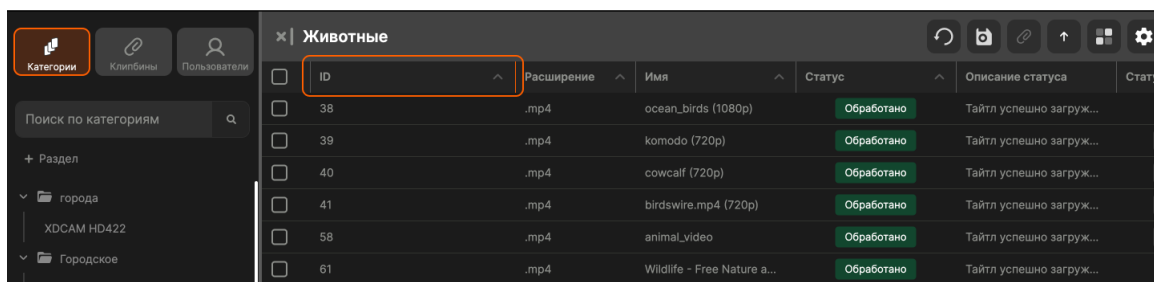 Категории
Клипбины
Пользователи
Животные
ID
Расширение
Имя
Статус
Описание статуса
Поиск по категориям
+ Раздел
города
XDCAM HD422
Городское
38 .mp4 ocean_birds (1080p) Обработано Тайтл успешно загруж...
39 .mp4 komodo (720p) Обработано Тайтл успешно загруж...
40 .mp4 cowcalf (720p) Обработано Тайтл успешно загруж...
41 .mp4 birdswire.mp4 (720p) Обработано Тайтл успешно загруж...
58 .mp4 animal_video Обработано Тайтл успешно загруж...
61 .mp4 Wildlife - Free Nature a... Обработано Тайтл успешно загруж...